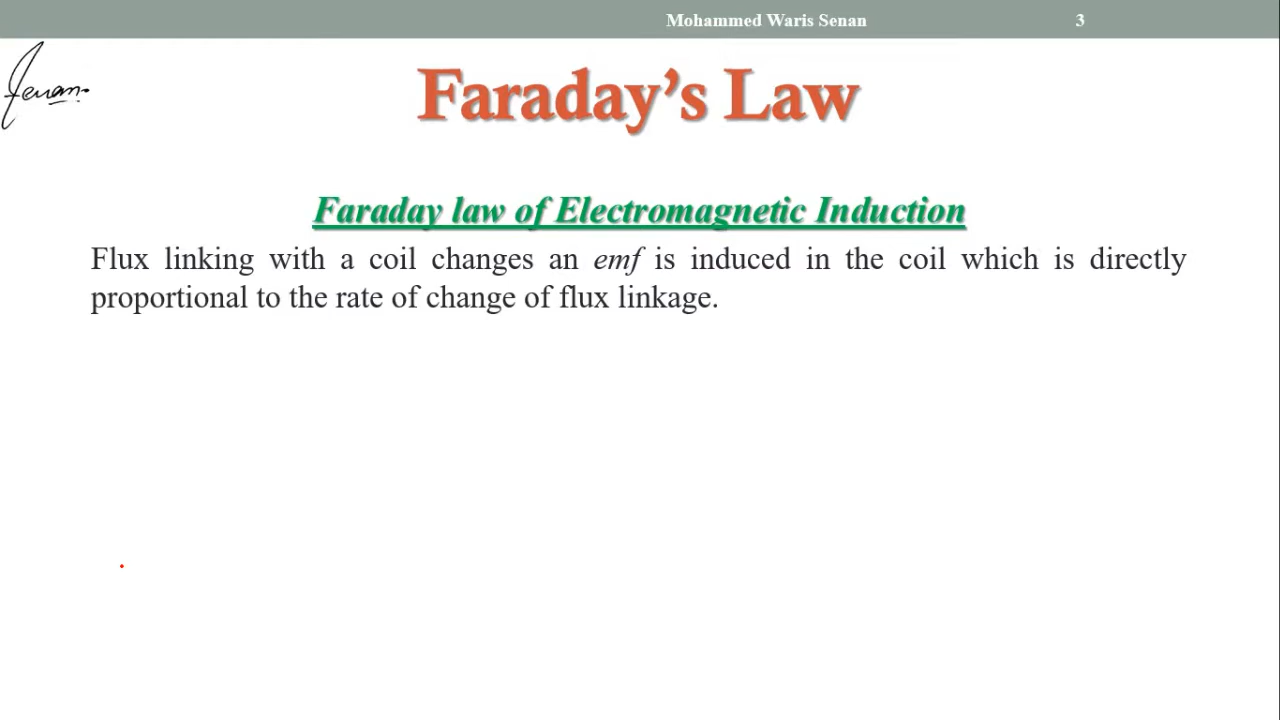 Mohammed Waris Senan 3
Senan
Faraday’s Law
Faraday law of Electromagnetic Induction
Flux linking with a coil changes an emf is induced in the coil which is directly
proportional to the rate of change of flux linkage.